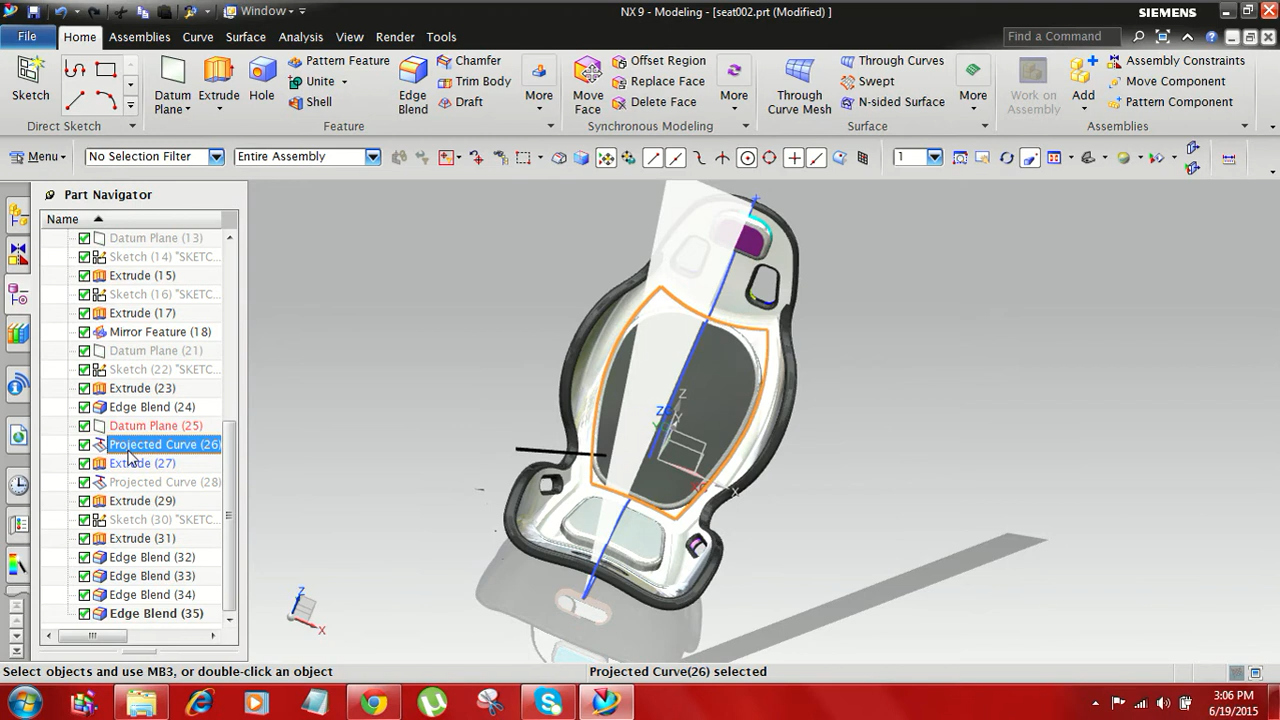 NX 9 - Modeling - [seat002.prt (Modified) ]
SIEMENS
Window
File Home Assemblies Curve Surface Analysis View Render Tools
Find a Command
Sketch
Direct Sketch
Datum Plane
Extrude
Hole
Pattern Feature
Unite
Shell
Edge Blend
Chamfer
Trim Body
Draft
More
Feature
Move Face
Offset Region
Replace Face
Delete Face
More
Synchronous Modeling
Through Curve Mesh
Through Curves
Swept
N-sided Surface
More
Surface
Work on Assembly
Add
Assembly Constraints
Move Component
Pattern Component
Assemblies
Menu
No Selection Filter
Entire Assembly
1
Part Navigator
Name
Datum Plane (13)
Sketch (14) "SKETC...
Extrude (15)
Sketch (16) "SKETC...
Extrude (17)
Mirror Feature (18)
Datum Plane (21)
Sketch (22) "SKETC...
Extrude (23)
Edge Blend (24)
Datum Plane (25)
Projected Curve (26)
Extrude (27)
Projected Curve (28)
Extrude (29)
Sketch (30) "SKETC...
Extrude (31)
Edge Blend (32)
Edge Blend (33)
Edge Blend (34)
Edge Blend (35)
Z
X
Z
X
Select objects and use MB3, or double-click an object
Projected Curve(26) selected
3:06 PM
6/19/2015